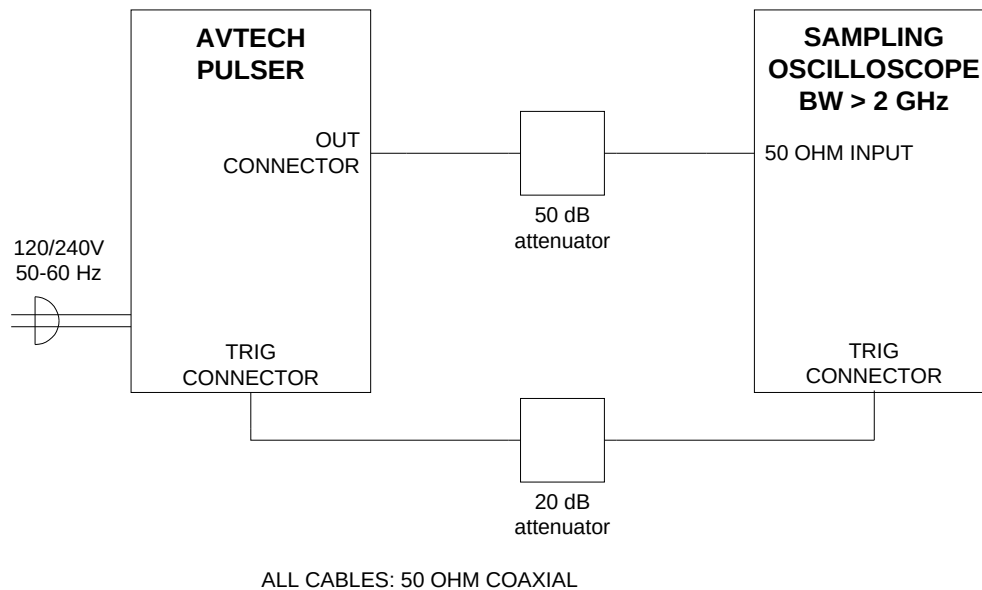 AVTECH
PULSER
SAMPLING
OSCILLOSCOPE
BW > 2 GHz
OUT
CONNECTOR
50 OHM INPUT
50 dB
attenuator
120/240V
50-60 Hz
TRIG
CONNECTOR
TRIG
CONNECTOR
20 dB
attenuator
ALL CABLES: 50 OHM COAXIAL